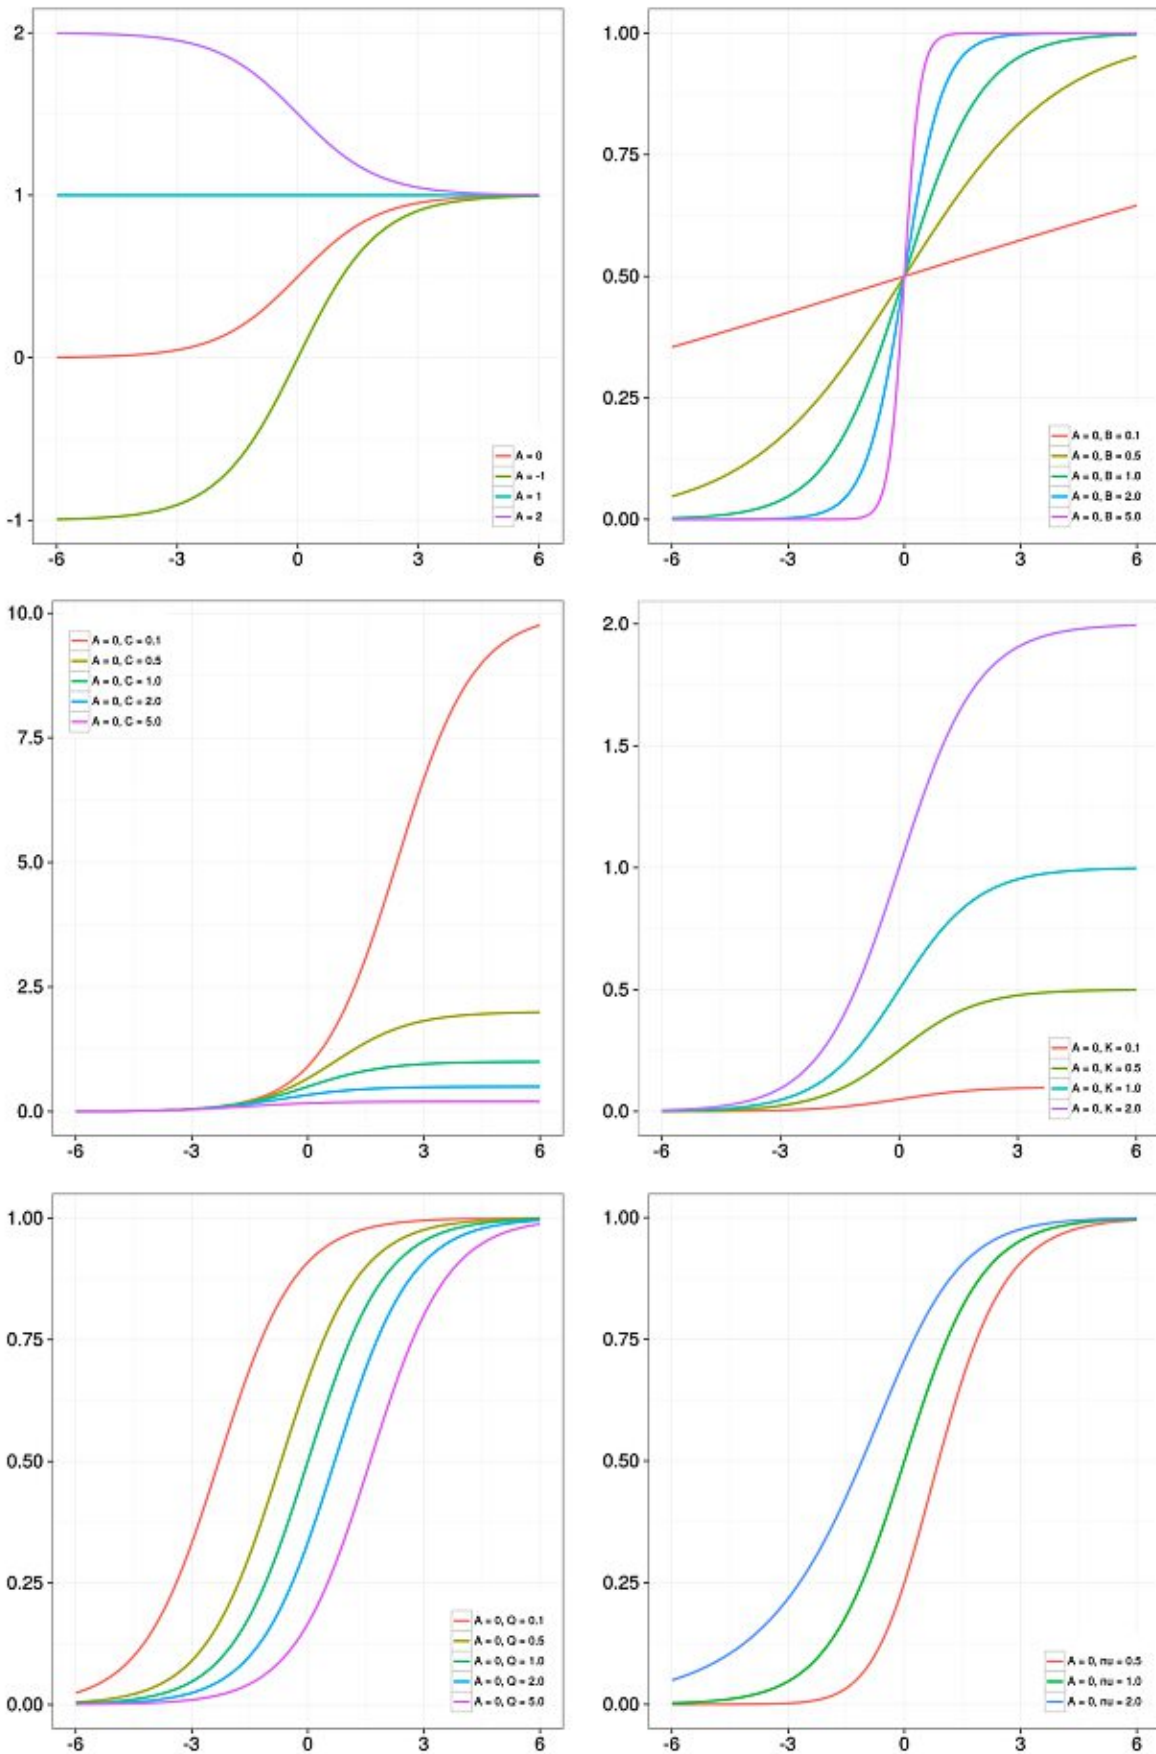 2
1
0
-1
-6
-3
0
3
6
A = 0
A = -1
A = 1
A = 2
1.00
0.75
0.50
0.25
0.00
-6
-3
0
3
6
A = 0, B = 0.1
A = 0, B = 0.5
A = 0, B = 1.0
A = 0, B = 2.0
A = 0, B = 5.0
10.0
7.5
5.0
2.5
0.0
-6
-3
0
3
6
A = 0, C = 0.1
A = 0, C = 0.5
A = 0, C = 1.0
A = 0, C = 2.0
A = 0, C = 5.0
2.0
1.5
1.0
0.5
0.0
-6
-3
0
3
6
A = 0, K = 0.1
A = 0, K = 0.5
A = 0, K = 1.0
A = 0, K = 2.0
1.00
0.75
0.50
0.25
0.00
-6
-3
0
3
6
A = 0, Q = 0.1
A = 0, Q = 0.5
A = 0, Q = 1.0
A = 0, Q = 2.0
A = 0, Q = 5.0
1.00
0.75
0.50
0.25
0.00
-6
-3
0
3
6
A = 0, nu = 0.5
A = 0, nu = 1.0
A = 0, nu = 2.0